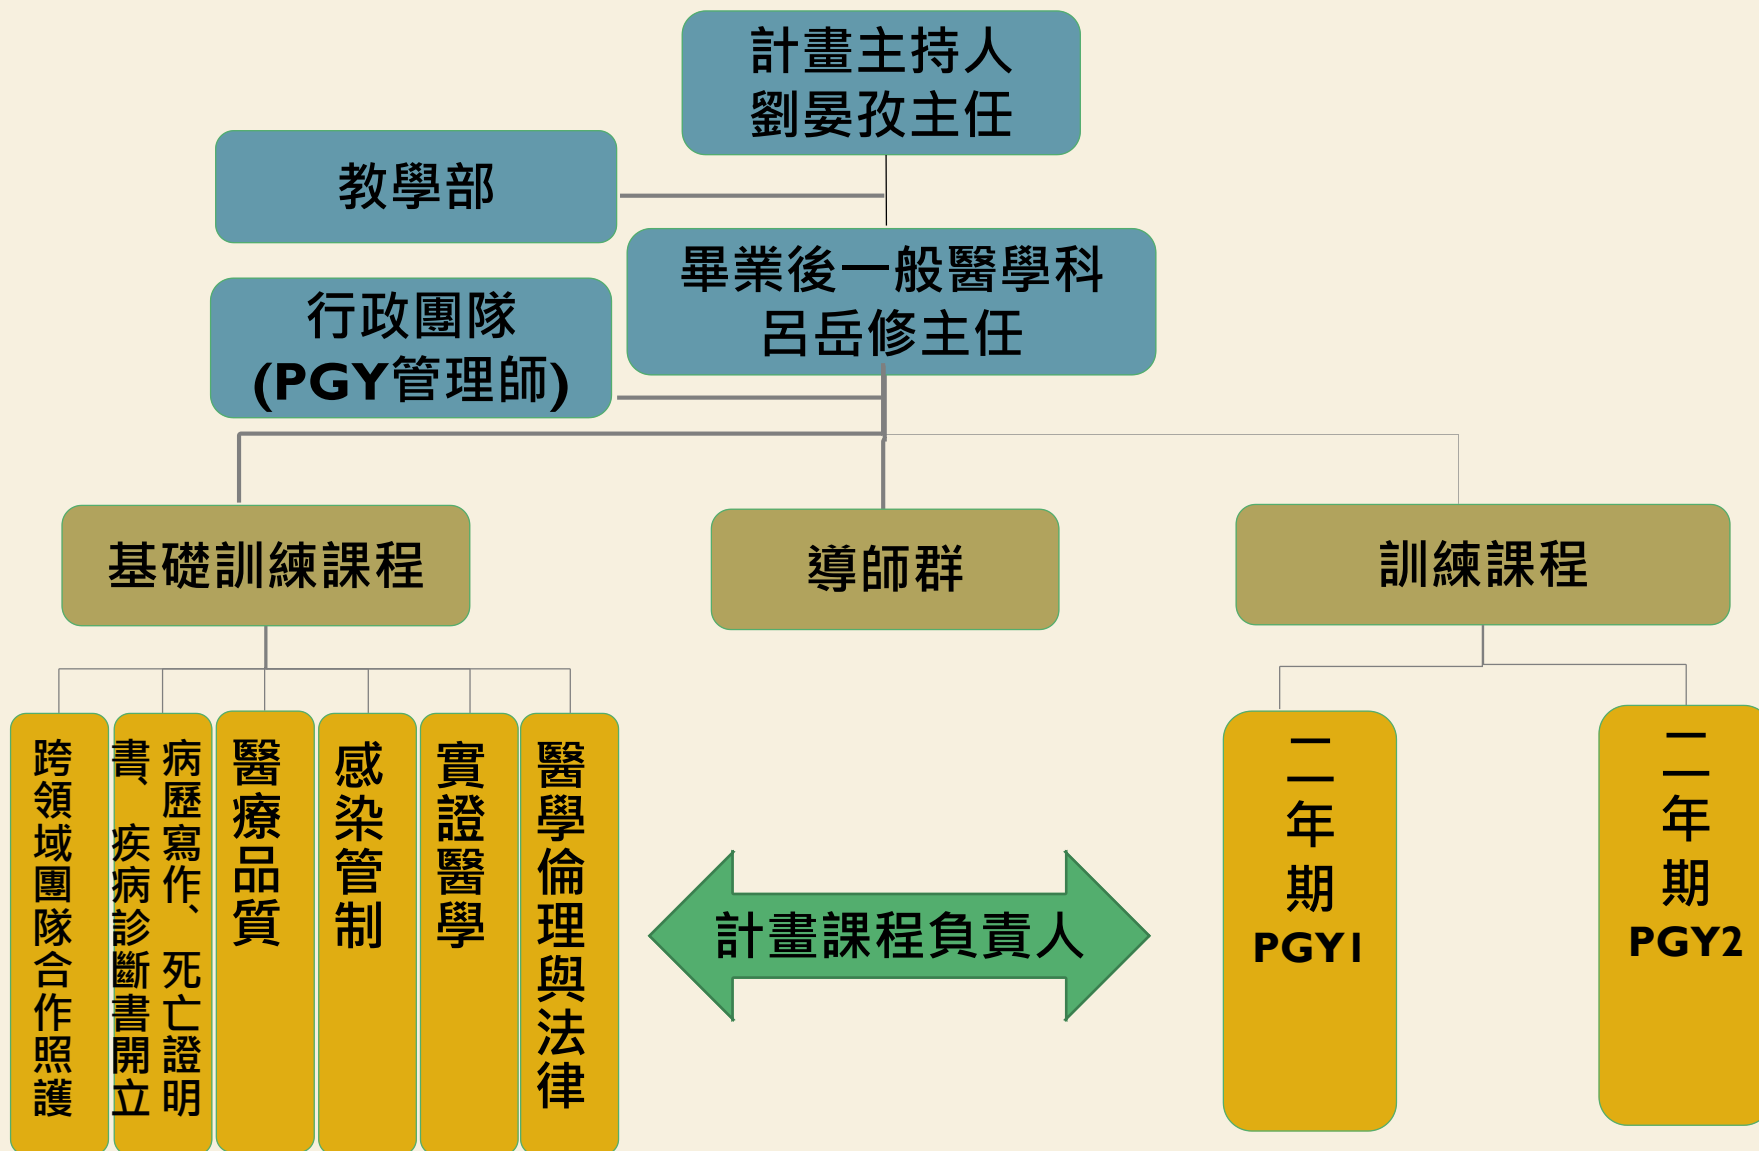 計畫主持人
劉晏孜主任
教學部
畢業後一般醫學科
呂岳修主任
行政團隊
(PGY管理師)
基礎訓練課程
導師群
訓練課程
跨領域團隊合作照護
病歷寫作、死亡證明
書、疾病診斷書開立
醫療品質
感染管制
實證醫學
醫學倫理與法律
計畫課程負責人
二年期
PGY1
二年期
PGY2